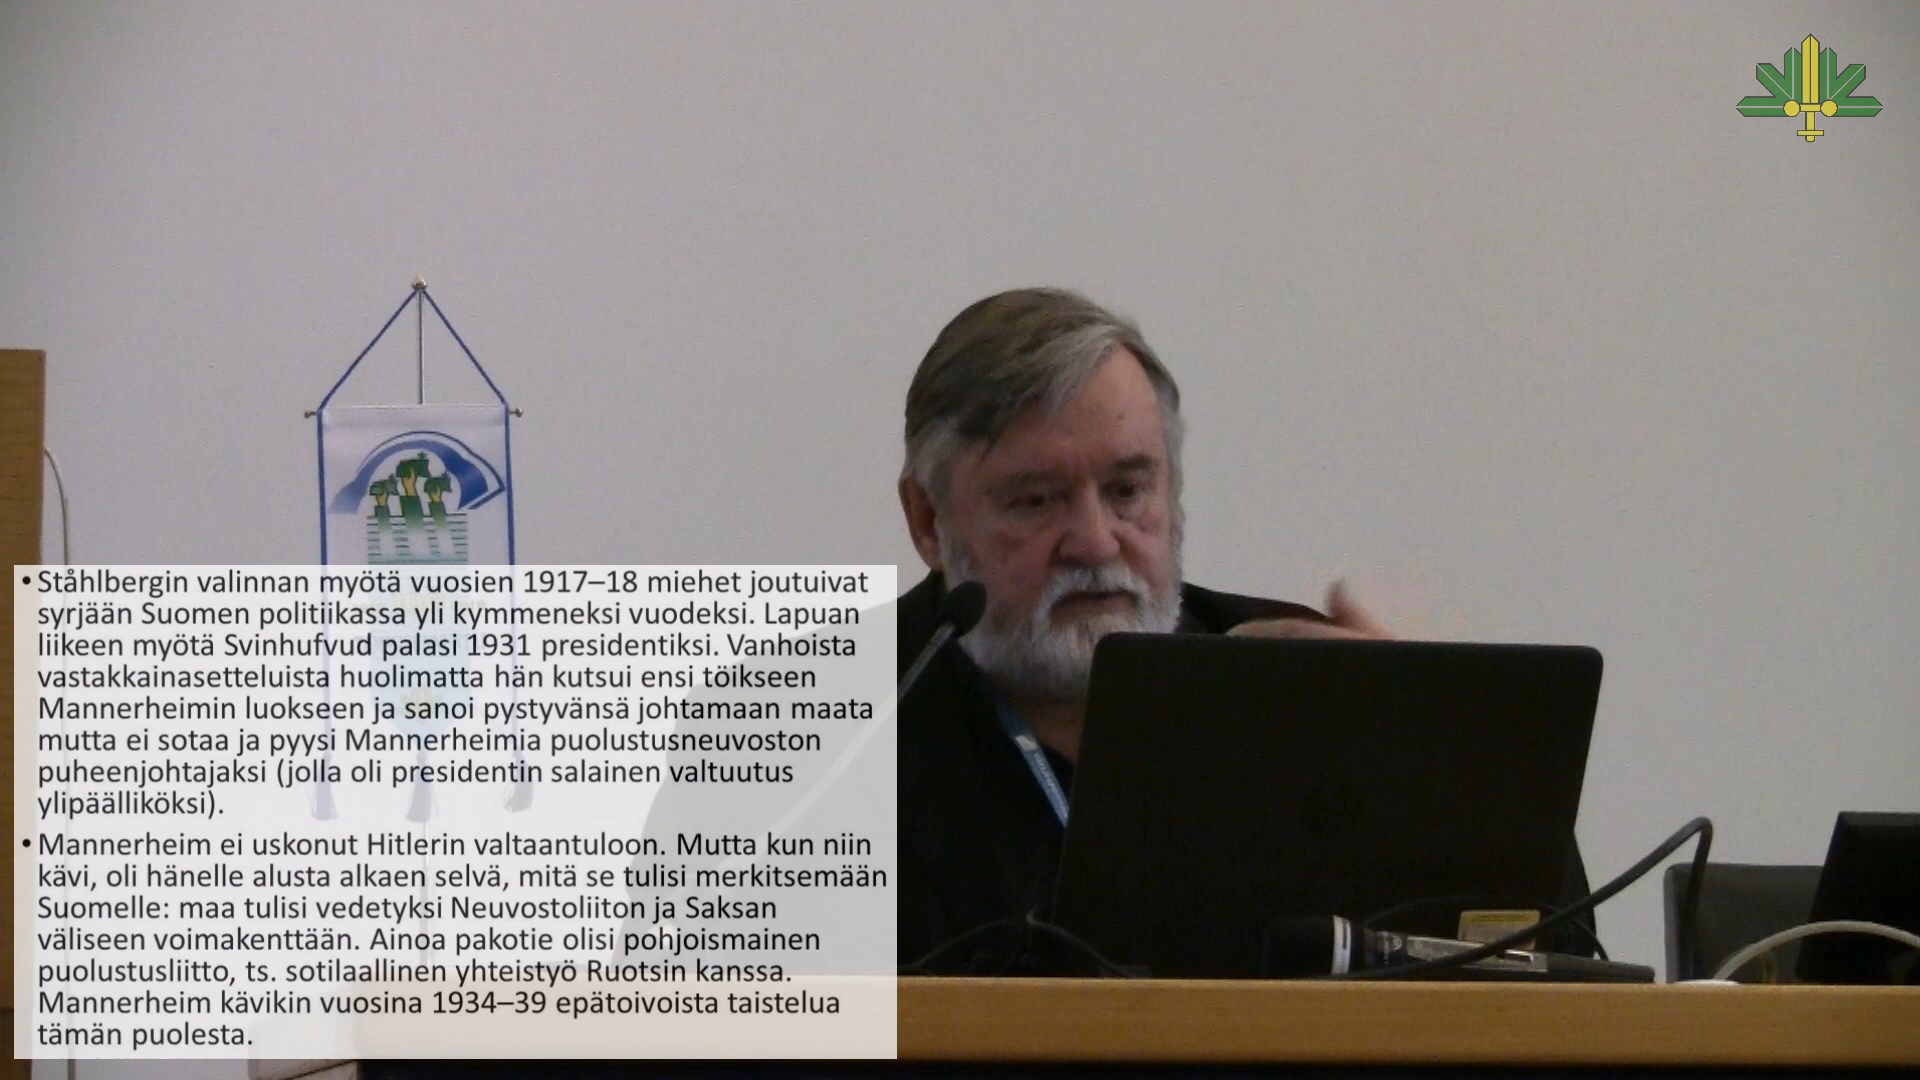 • Ståhlbergin valinnan myötä vuosien 1917–18 miehet joutuivat
syrjään Suomen politiikassa yli kymmeneksi vuodeksi. Lapuan
liikeen myötä Svinhufvud palasi 1931 presidentiksi. Vanhoista
vastakkainasetteluista huolimatta hän kutsui ensi töikseen
Mannerheimin luokseen ja sanoi pystyvänsä johtamaan maata
mutta ei sotaa ja pyysi Mannerheimia puolustusneuvoston
puheenjohtajaksi (jolla oli presidentin salainen valtuutus
ylipäälliköksi).
• Mannerheim ei uskonut Hitlerin valtaantuloon. Mutta kun niin
kävi, oli hänelle alusta alkaen selvä, mitä se tulisi merkitsemään
Suomelle: maa tulisi vedetyksi Neuvostoliiton ja Saksan
väliseen voimakenttään. Ainoa pakotie olisi pohjoismainen
puolustusliitto, ts. sotilaallinen yhteistyö Ruotsin kanssa.
Mannerheim kävikin vuosina 1934–39 epätoivoista taistelua
tämän puolesta.